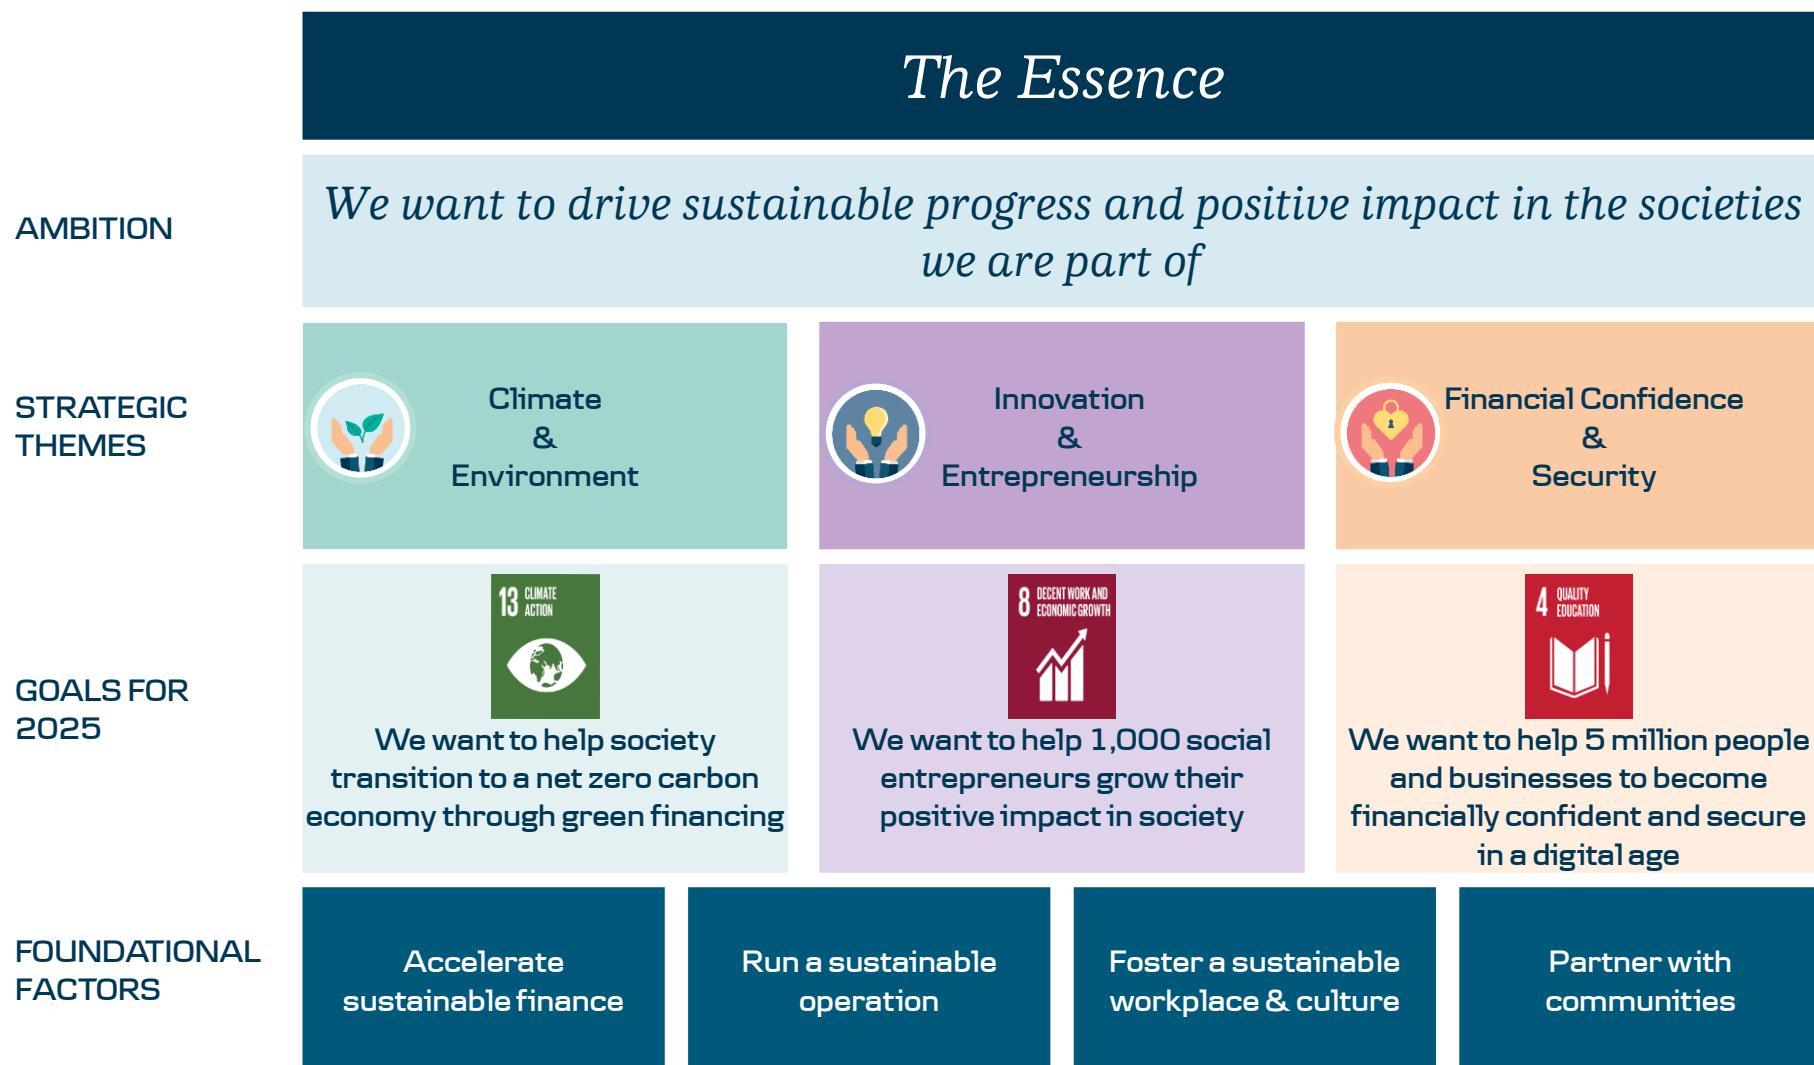 The Essence
AMBITION
We want to drive sustainable progress and positive impact in the societies
we are part of
STRATEGIC
THEMES
Climate
&
Environment
Innovation
&
Entrepreneurship
Financial Confidence
&
Security
GOALS FOR
2025
13 CLIMATE
ACTION
We want to help society
transition to a net zero carbon
economy through green financing
8 DECENT WORK AND
ECONOMIC GROWTH
We want to help 1,000 social
entrepreneurs grow their
positive impact in society
4 QUALITY
EDUCATION
We want to help 5 million people
and businesses to become
financially confident and secure
in a digital age
FOUNDATIONAL
FACTORS
Accelerate
sustainable finance
Run a sustainable
operation
Foster a sustainable
workplace & culture
Partner with
communities